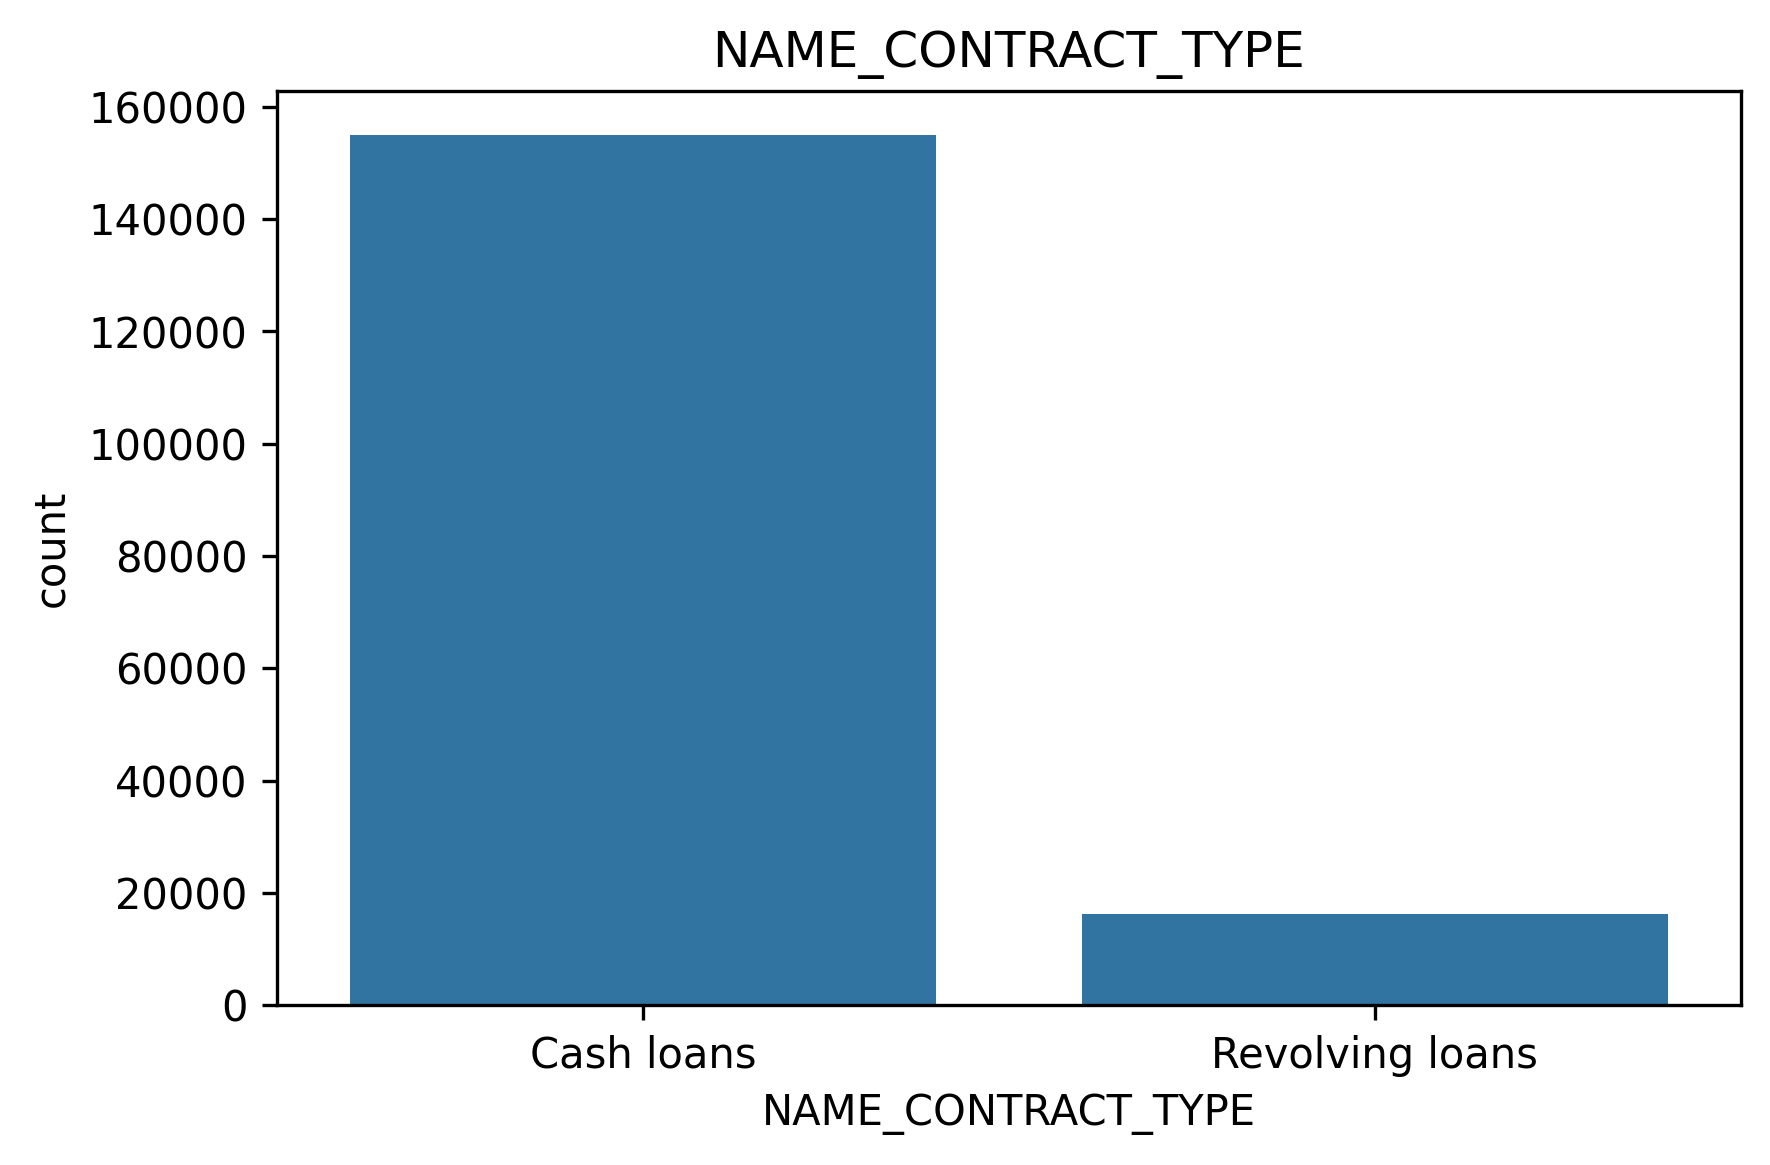 NAME_CONTRACT_TYPE
160000
140000
120000
100000
80000
60000
40000
20000
0
count
Cash loans
Revolving loans
NAME_CONTRACT_TYPE